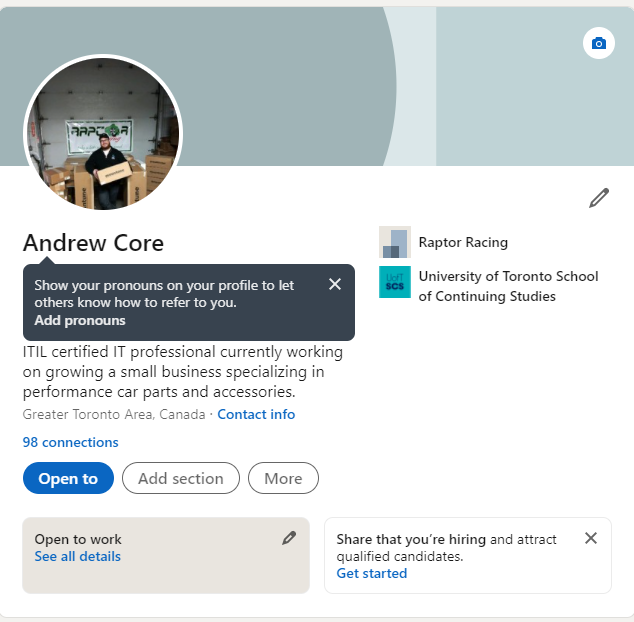 RAPTOR
Andrew Core
Show your pronouns on your profile to let
others know how to refer to you.
Add pronouns
ITIL certified IT professional currently working
on growing a small business specializing in
performance car parts and accessories.
Greater Toronto Area, Canada · Contact info
98 connections
Open to
Add section
More
Raptor Racing
UofT
SCS
University of Toronto School
of Continuing Studies
Open to work
See all details
Share that you’re hiring and attract
qualified candidates.
Get started